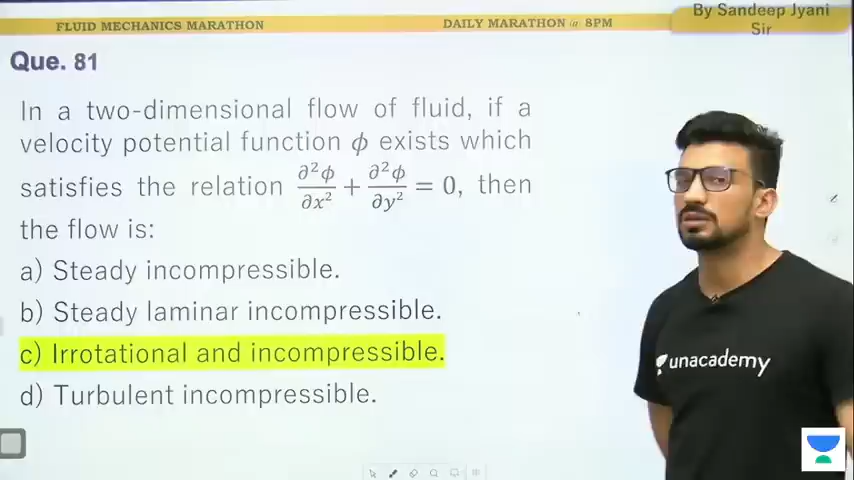 FLUID MECHANICS MARATHON
DAILY MARATHON @ 8PM
By Sandeep Jyani
Sir
Que. 81
In a two-dimensional flow of fluid, if a
velocity potential function ϕ exists which
satisfies the relation ∂²ϕ/∂x² + ∂²ϕ/∂y² = 0, then
the flow is:
a) Steady incompressible.
b) Steady laminar incompressible.
c) Irrotational and incompressible.
d) Turbulent incompressible.
unacademy